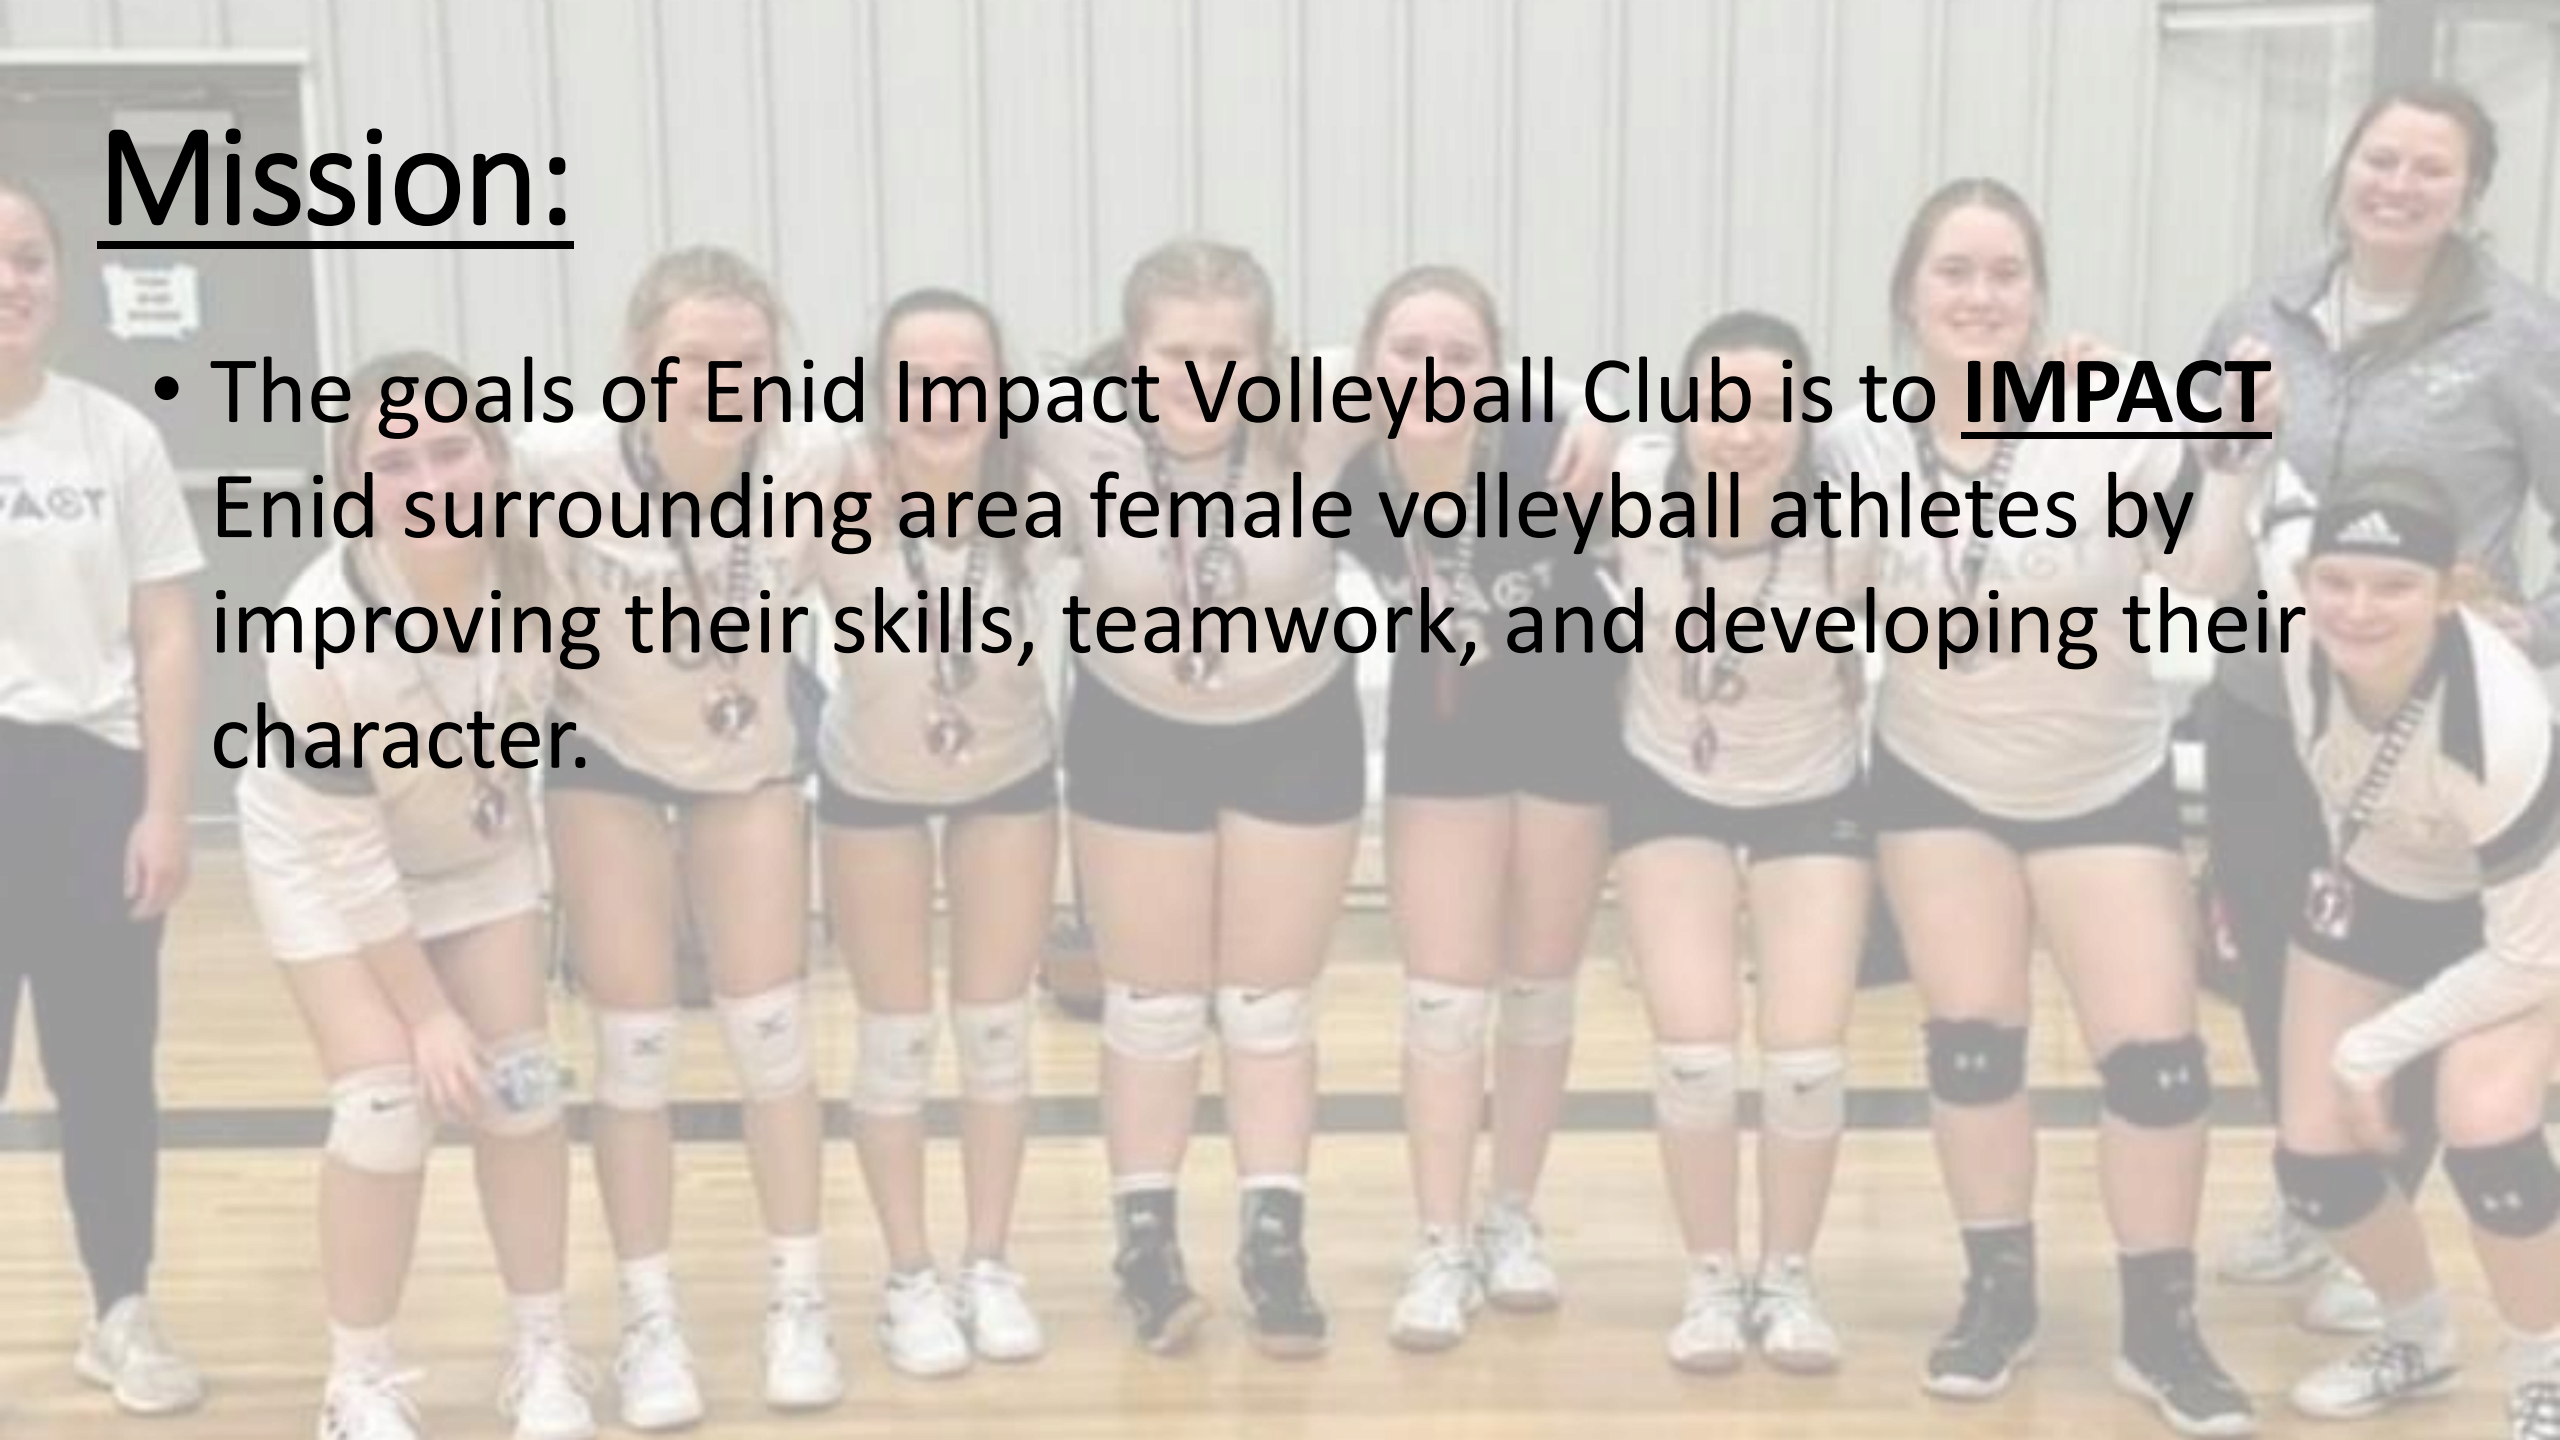 Mission:
• The goals of Enid Impact Volleyball Club is to IMPACT
Enid surrounding area female volleyball athletes by
improving their skills, teamwork, and developing their
character.